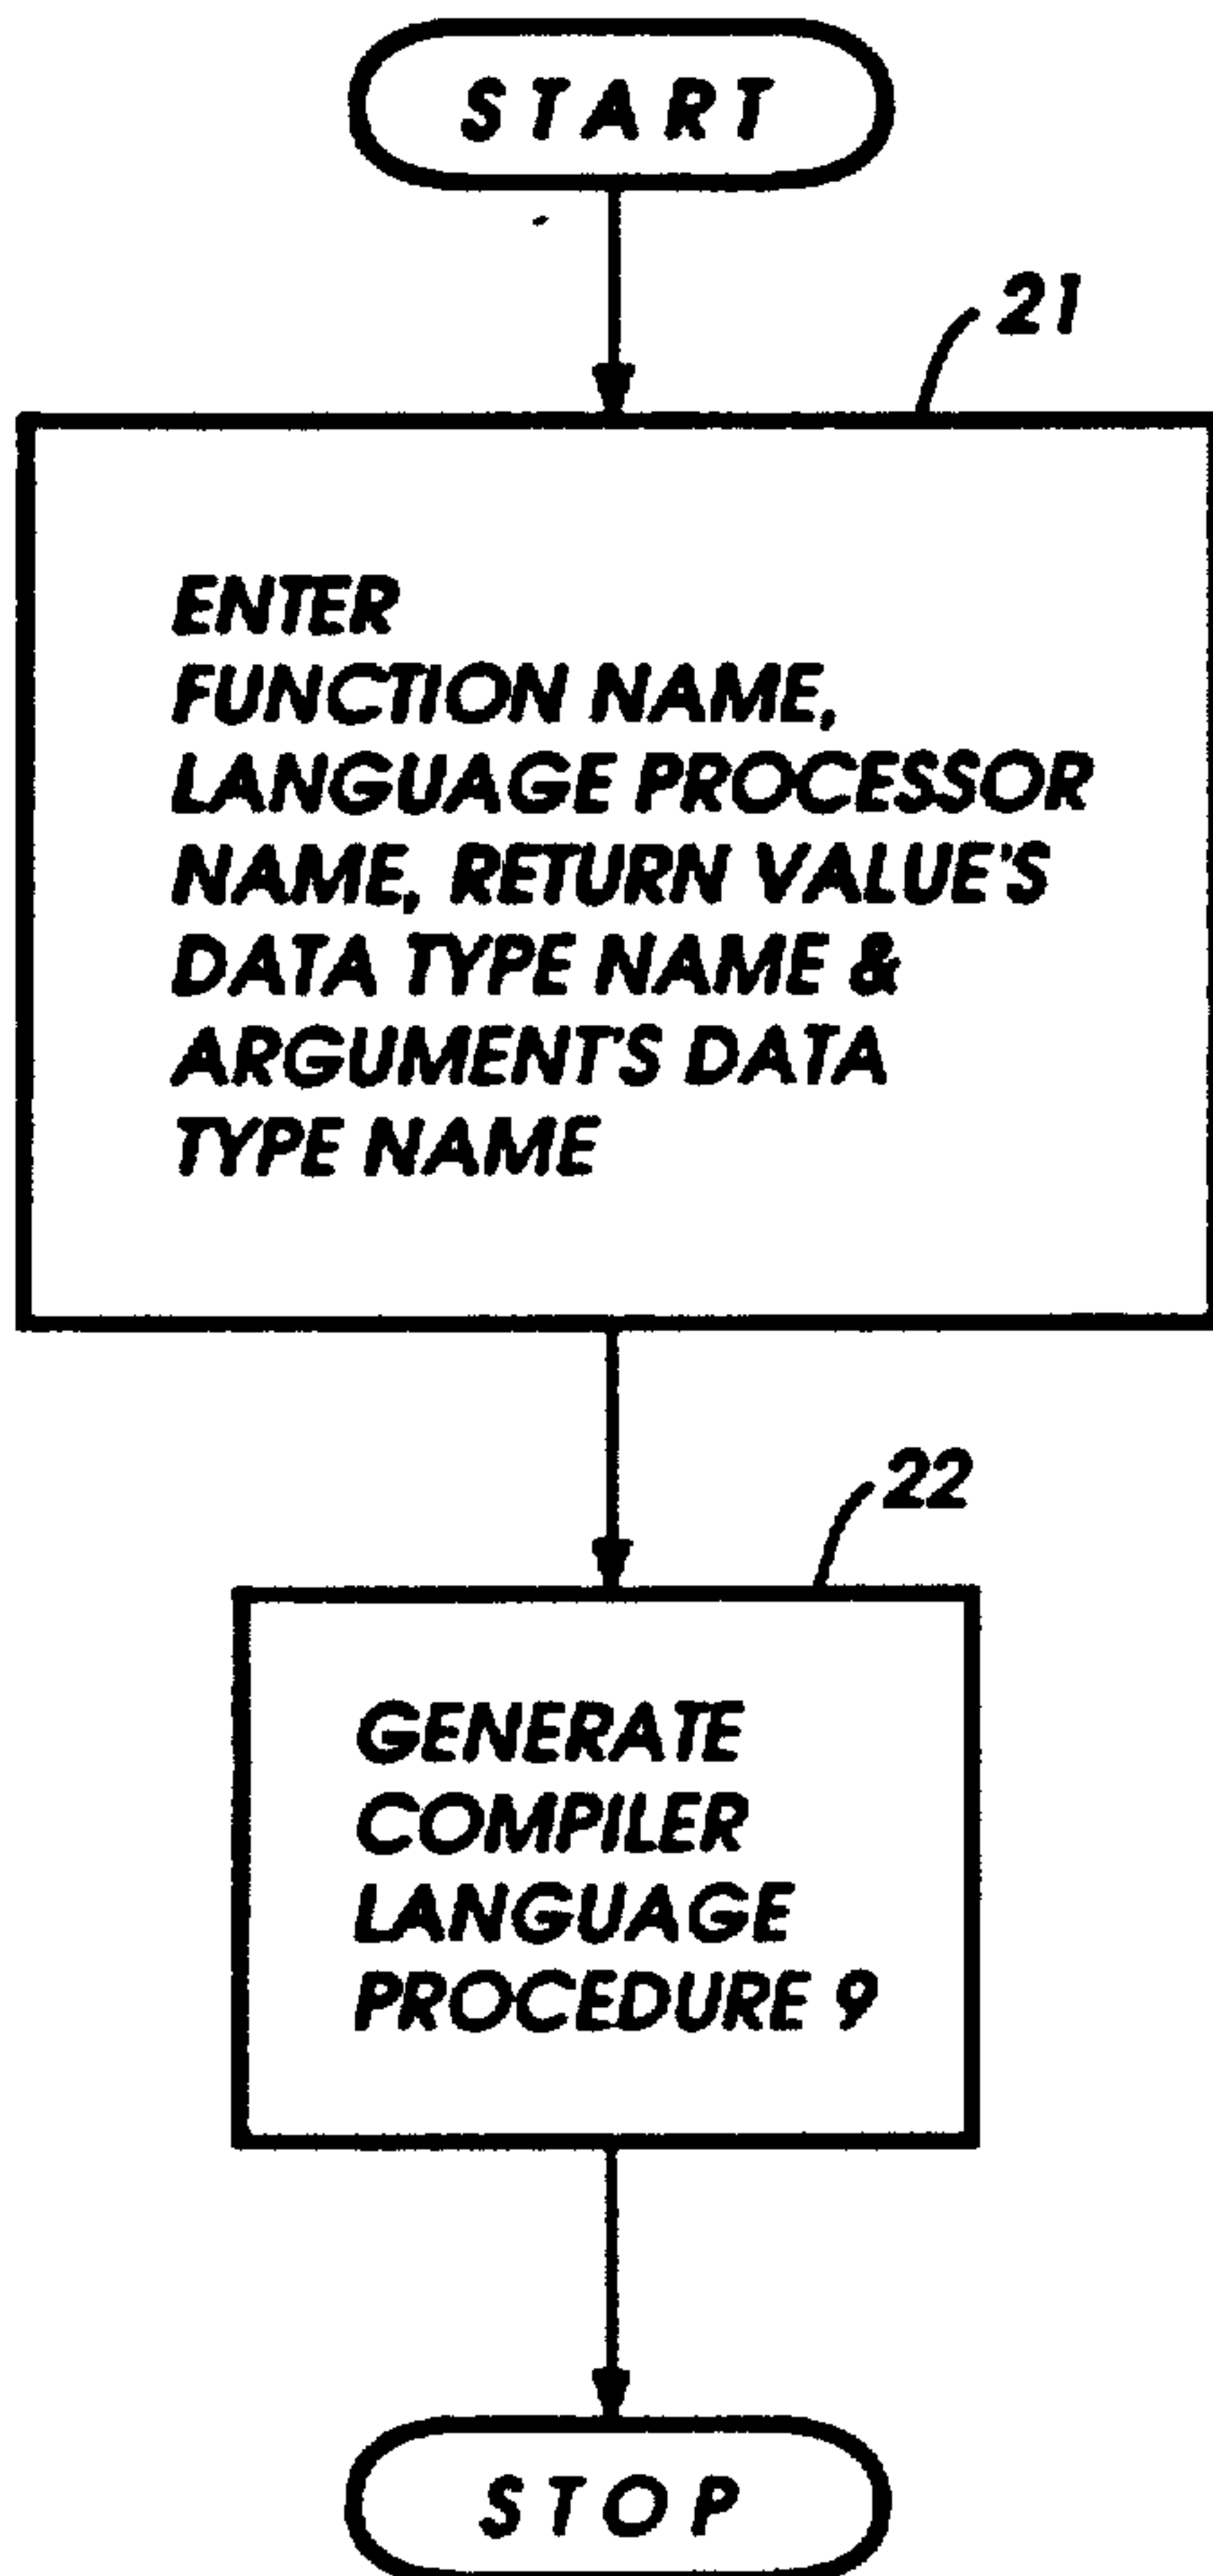 START
21
ENTER
FUNCTION NAME,
LANGUAGE PROCESSOR
NAME, RETURN VALUE'S
DATA TYPE NAME &
ARGUMENT'S DATA
TYPE NAME
22
GENERATE
COMPILER
LANGUAGE
PROCEDURE 9
STOP